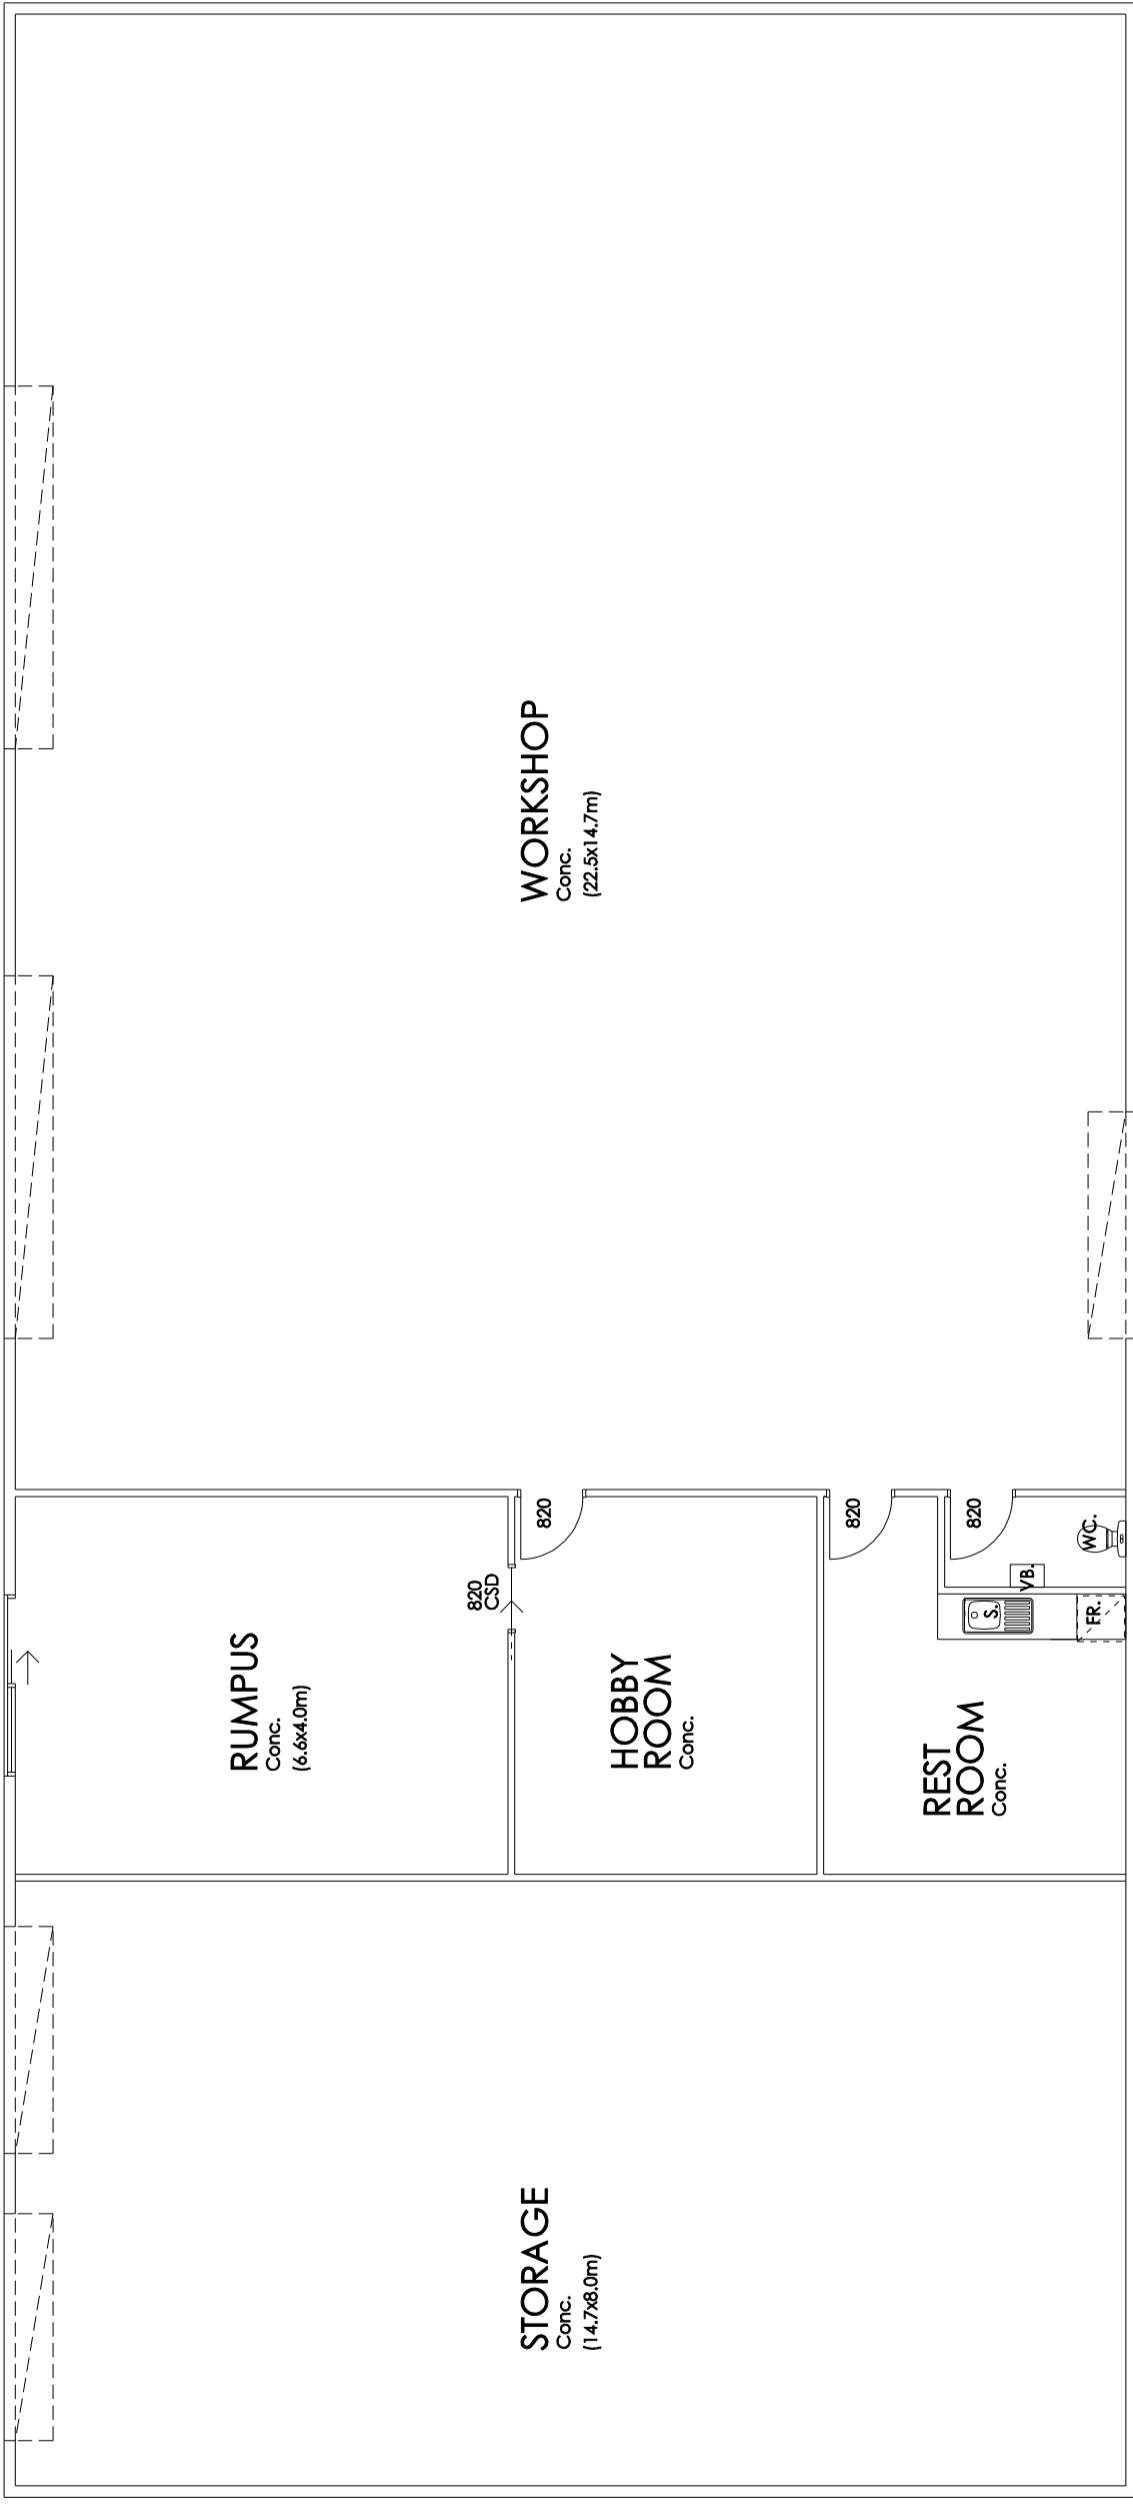 WORKSHOP
Conc.
(22.5x14.7m)
820
820
820
WC.
VB.
S.
FR.
820
CSD
RUMPUS
Conc.
(6.6x4.0m)
HOBBY
ROOM
Conc.
REST
ROOM
Conc.
STORAGE
Conc.
(14.7x8.0m)